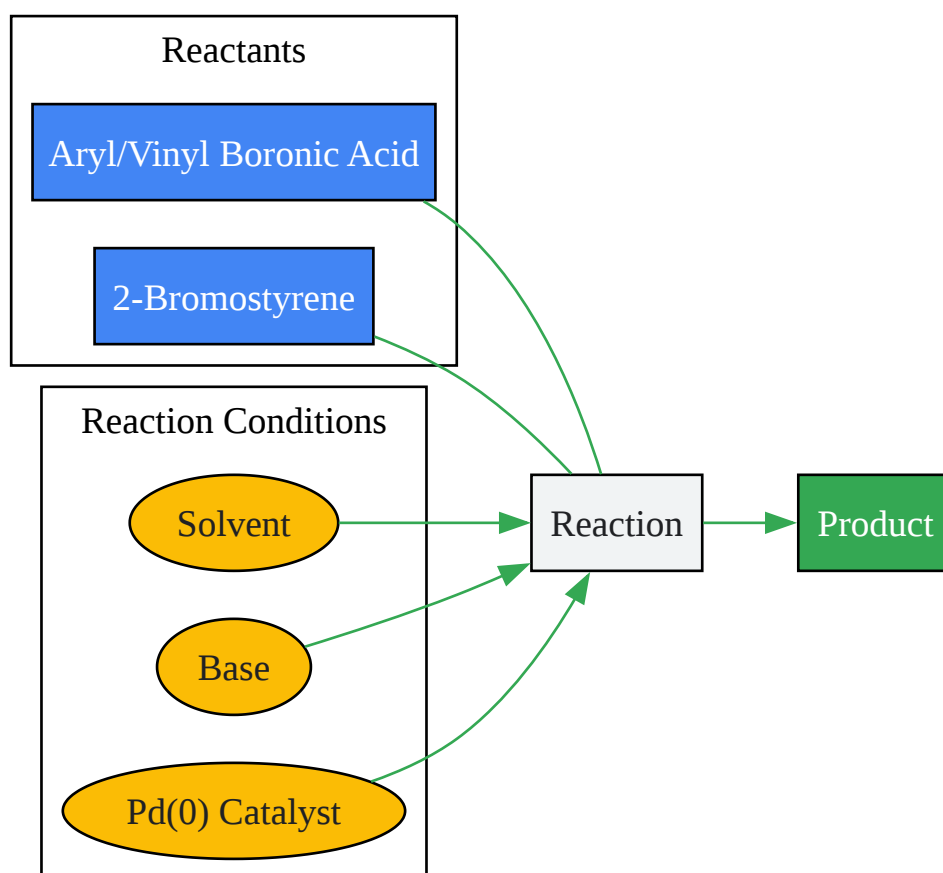 Reactants
Aryl/Vinyl Boronic Acid
2-Bromostyrene
Reaction Conditions
Solvent
Base
Pd(0) Catalyst
Reaction
Product